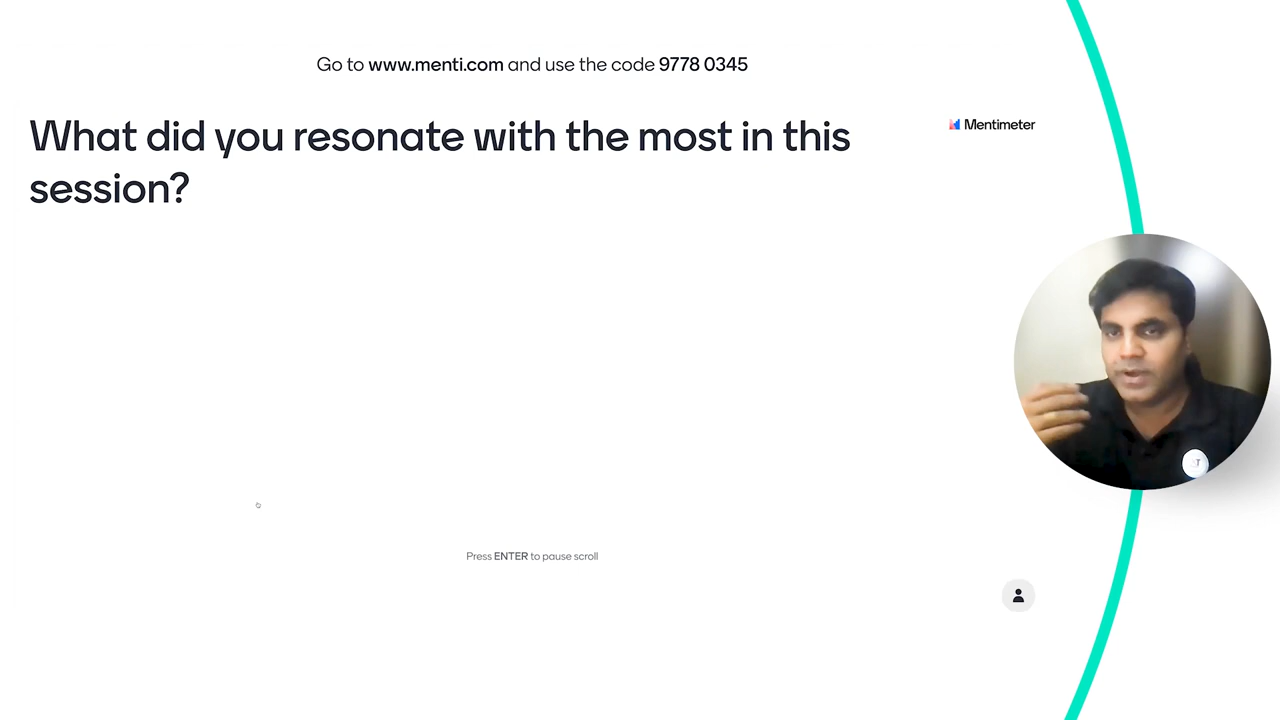 Go to www.menti.com and use the code 9778 0345
What did you resonate with the most in this
session?
Mentimeter
Press ENTER to pause scroll